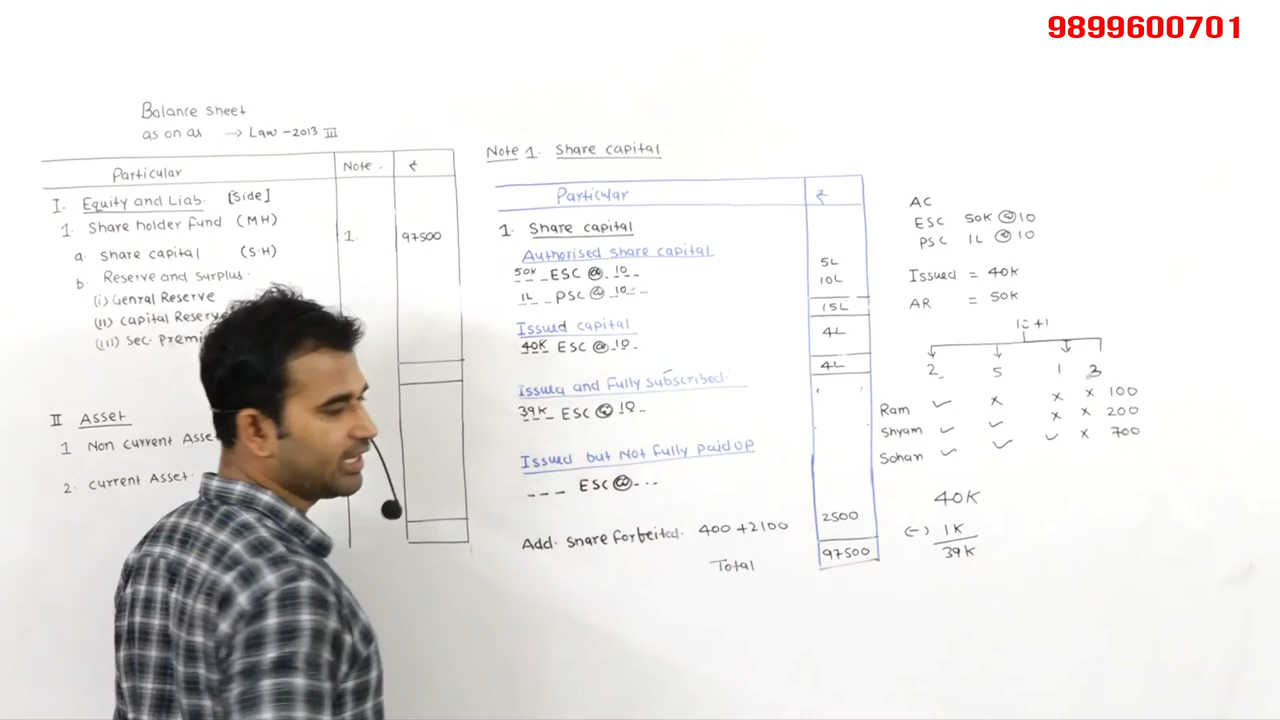 9899600701
Balance sheet
as on as → Law - 2013 III
Particular Note. ₹
I. Equity and Liab. [Side]
1. Share holder fund (MH)
a. share capital (S.H) 1. 97500
b. Reserve and surplus.
(i) Genral Reserve
(ii) Capital Reserve
(iii) Sec. Premi
II Asset
1 Non current Asse
2. current Asset.
Note 1. Share capital
Particular ₹
1. Share capital
Authorised share capital
50K ESC @ 10 5L
1L PSC @ 10 10L
15L
Issued capital 4L
40K ESC @ 10
4L
Issued and Fully subscribed
39K ESC @ 10
Issued but Not fully paid up
--- ESC @ ---
Add. share forbeited. 400 + 2100 2500
Total 97500
AC
ESC 50K @ 10
PSC 1L @ 10
Issued = 40K
AR = 50K
10 + 1
2 5 1 3
Ram ✓ × × × 100
Shyam ✓ ✓ × × 200
Sohan ✓ ✓ ✓ × 700
40K
(-) 1K
39K